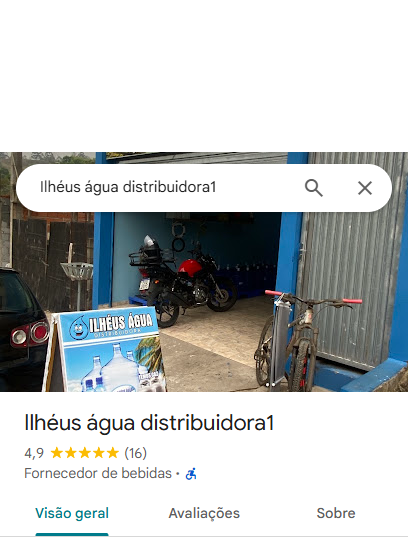 Ilhéus água distribuidora1
ILHÉUS ÁGUA
DISTRIBUIDORA
Ilhéus água distribuidora1
4,9 ★★★★★ (16)
Fornecedor de bebidas ·
Visão geral
Avaliações
Sobre